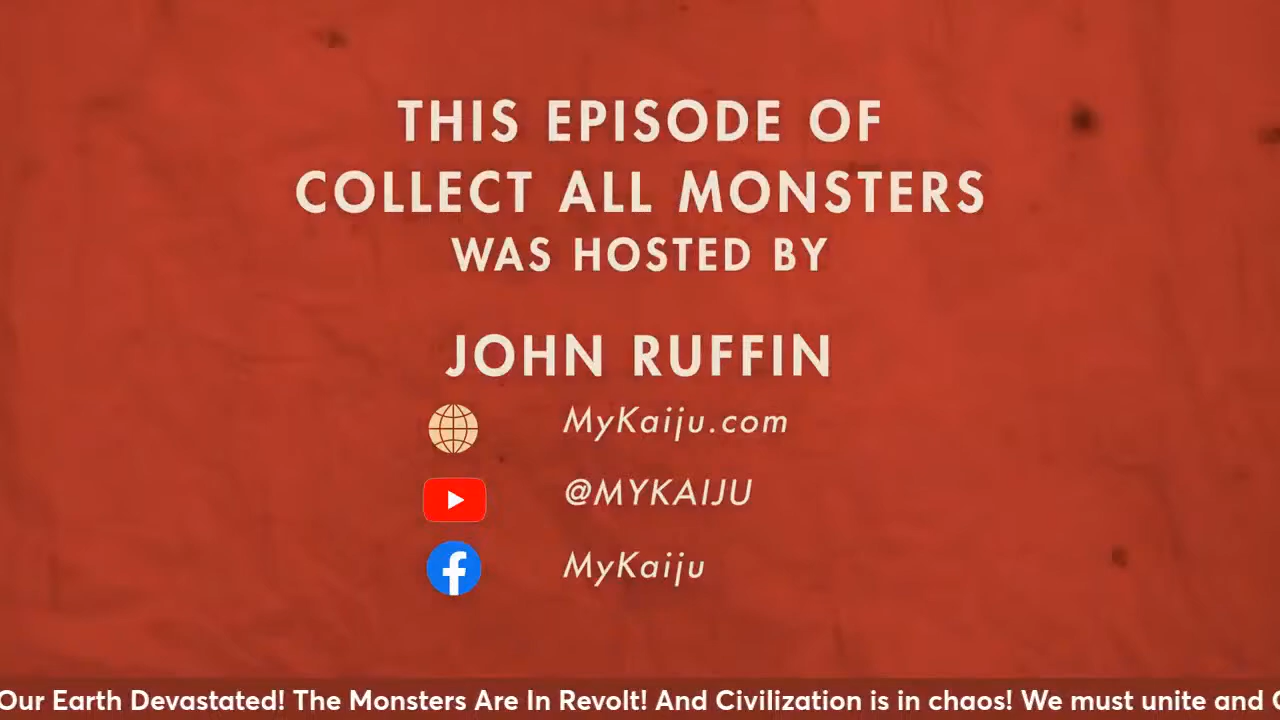 THIS EPISODE OF
COLLECT ALL MONSTERS
WAS HOSTED BY
JOHN RUFFIN
MyKaiju.com
@MYKAIJU
MyKaiju
Our Earth Devastated! The Monsters Are In Revolt! And Civilization is in chaos! We must unite and